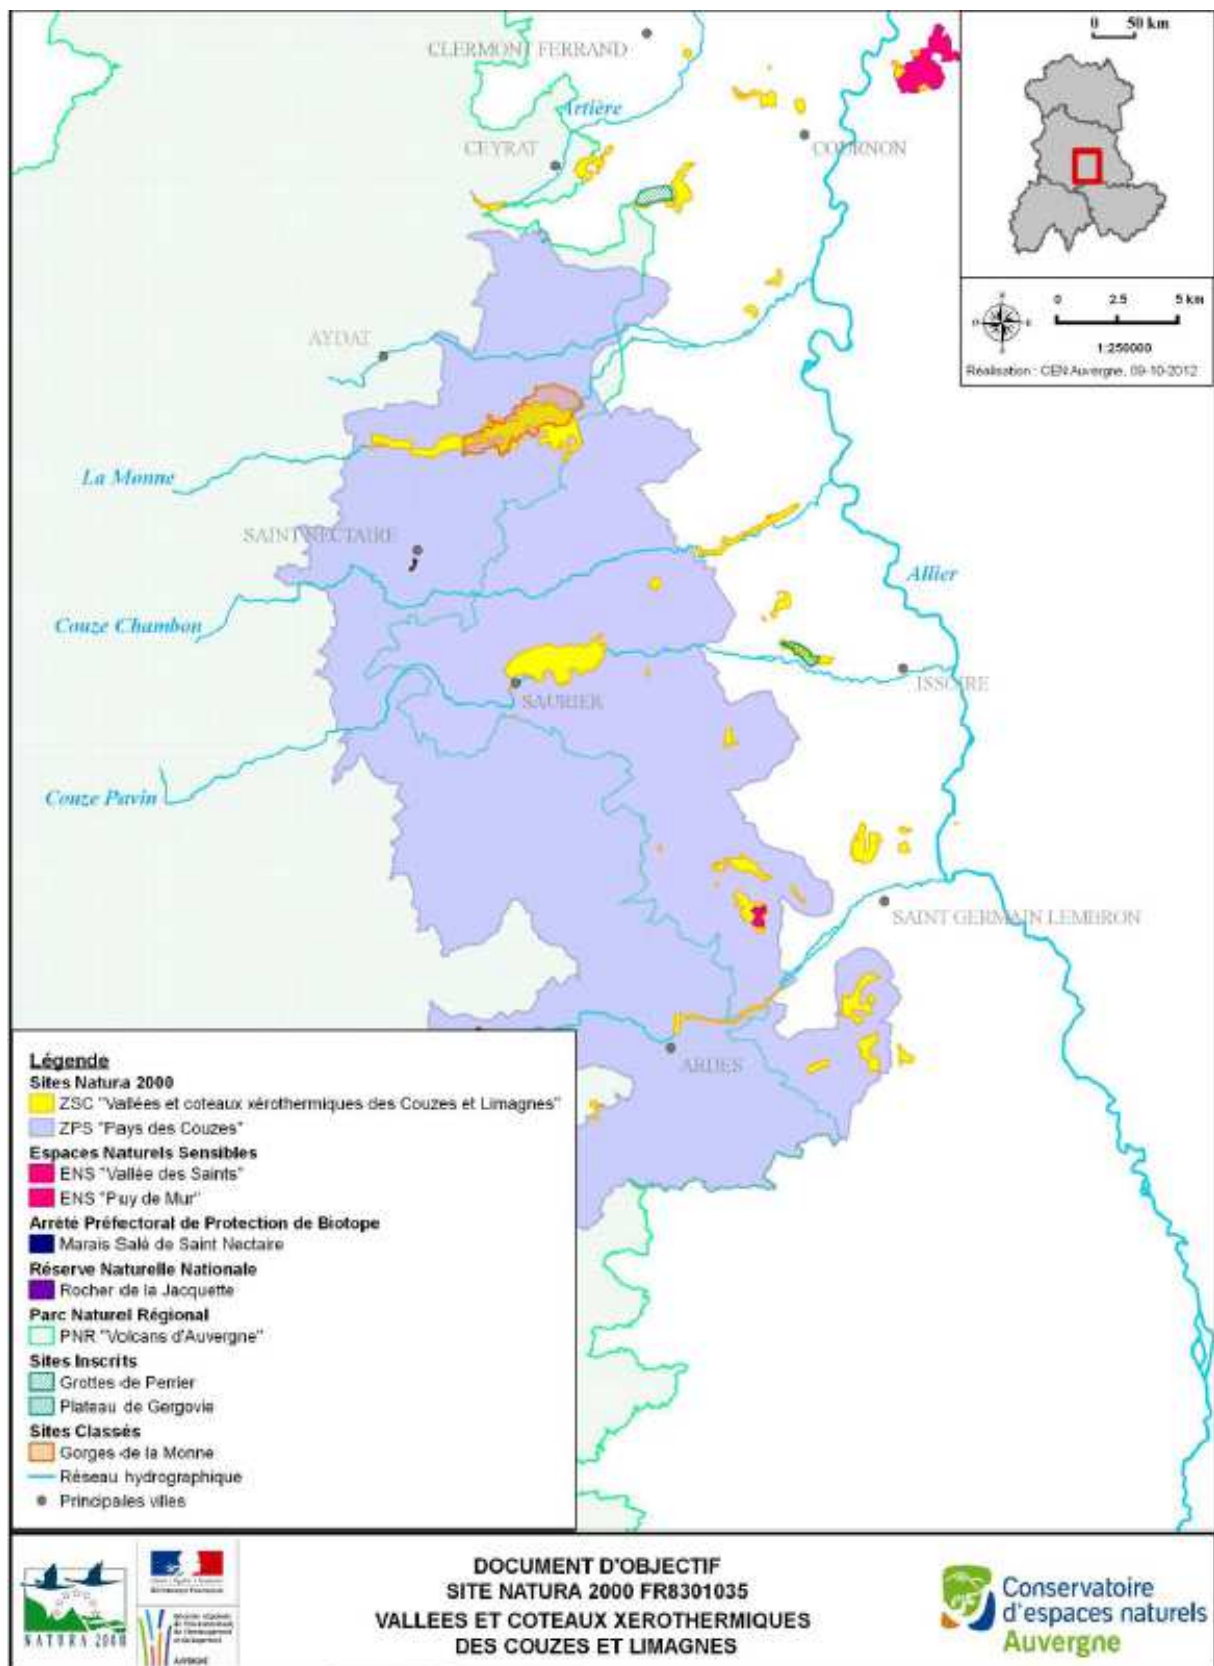 0 50 km
CLERMONT FERRAND
Artière
CEYRAT
COURNON
0 2.5 5 km
1:250000
Réalisation : CEN Auvergne, 09-10-2012
AYDAT
La Monne
SAINT NECTAIRE
Allier
Couze Chambon
ISSOIRE
SAURIER
Couze Pavin
SAINT GERMAIN LEMBRON
ARDES
Légende
Sites Natura 2000
ZSC "Vallées et coteaux xérothermiques des Couzes et Limagnes"
ZPS "Pays des Couzes"
Espaces Naturels Sensibles
ENS "Vallée des Saints"
ENS "Puy de Mur"
Arrêté Préfectoral de Protection de Biotope
Marais Salé de Saint Nectaire
Réserve Naturelle Nationale
Rocher de la Jacquette
Parc Naturel Régional
PNR "Volcans d'Auvergne"
Sites Inscrits
Grottes de Perrier
Plateau de Gergovie
Sites Classés
Gorges de la Monne
Réseau hydrographique
Principales villes
NATURA 2000
AUVERGNE
DOCUMENT D'OBJECTIF
SITE NATURA 2000 FR8301035
VALLEES ET COTEAUX XEROTHERMIQUES
DES COUZES ET LIMAGNES
Conservatoire
d'espaces naturels
Auvergne